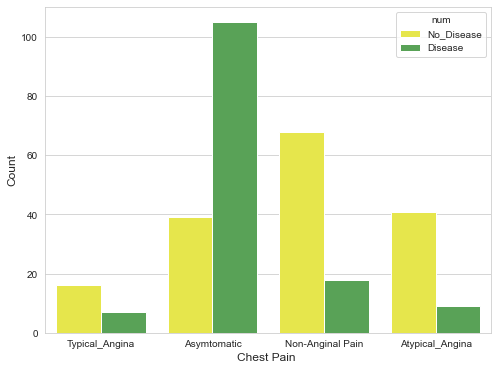 num
No_Disease
Disease
100
80
60
40
20
0
Count
Typical_Angina
Asymtomatic
Non-Anginal Pain
Atypical_Angina
Chest Pain